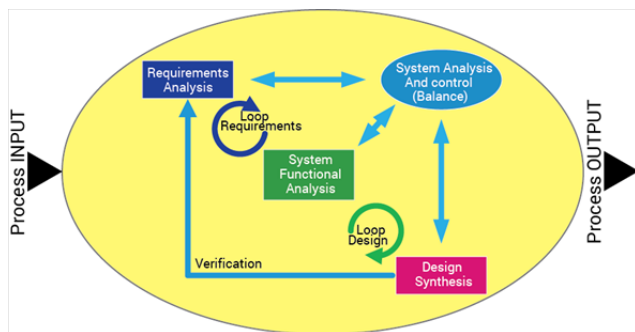 Process INPUT
Requirements
Analysis
System Analysis
And control
(Balance)
Loop
Requirements
System
Functional
Analysis
Loop
Design
Verification
Design
Synthesis
Process OUTPUT